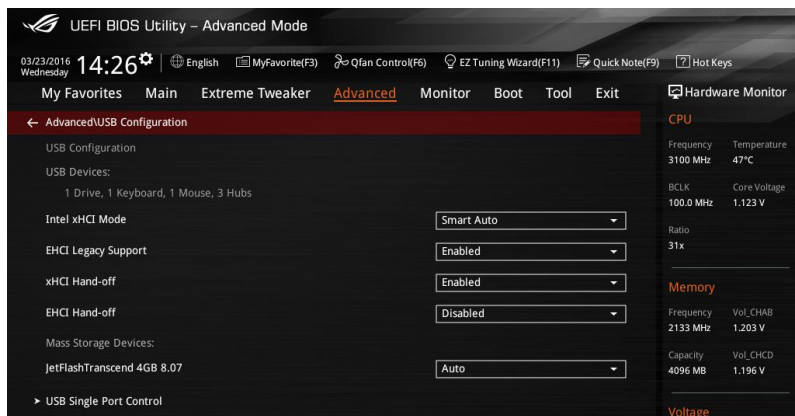 UEFI BIOS Utility – Advanced Mode
03/23/2016
Wednesday
14:26
English
MyFavorite(F3)
Qfan Control(F6)
EZ Tuning Wizard(F11)
Quick Note(F9)
? Hot Keys
My Favorites
Main
Extreme Tweaker
Advanced
Monitor
Boot
Tool
Exit
Hardware Monitor
← Advanced\USB Configuration
USB Configuration
USB Devices:
1 Drive, 1 Keyboard, 1 Mouse, 3 Hubs
Intel xHCI Mode
Smart Auto
EHCI Legacy Support
Enabled
xHCI Hand-off
Enabled
EHCI Hand-off
Disabled
Mass Storage Devices:
JetFlashTranscend 4GB 8.07
Auto
USB Single Port Control
CPU
Frequency Temperature
3100 MHz 47°C
BCLK Core Voltage
100.0 MHz 1.123 V
Ratio
31x
Memory
Frequency Vol_CHAB
2133 MHz 1.203 V
Capacity Vol_CHCD
4096 MB 1.196 V
Voltage